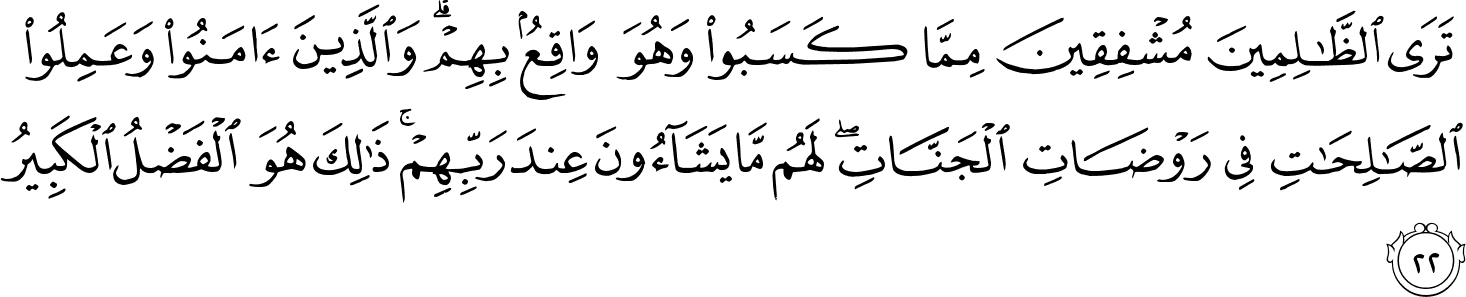 تَرَى ٱلظَّـٰلِمِينَ مُشْفِقِينَ مِمَّا كَسَبُوا۟ وَهُوَ وَاقِعٌۢ بِهِمْ ۗ وَٱلَّذِينَ ءَامَنُوا۟ وَعَمِلُوا۟
ٱلصَّـٰلِحَـٰتِ فِى رَوْضَاتِ ٱلْجَنَّاتِ ۖ لَهُم مَّا يَشَآءُونَ عِندَ رَبِّهِمْ ۚ ذَٰلِكَ هُوَ ٱلْفَضْلُ ٱلْكَبِيرُ
٢٢